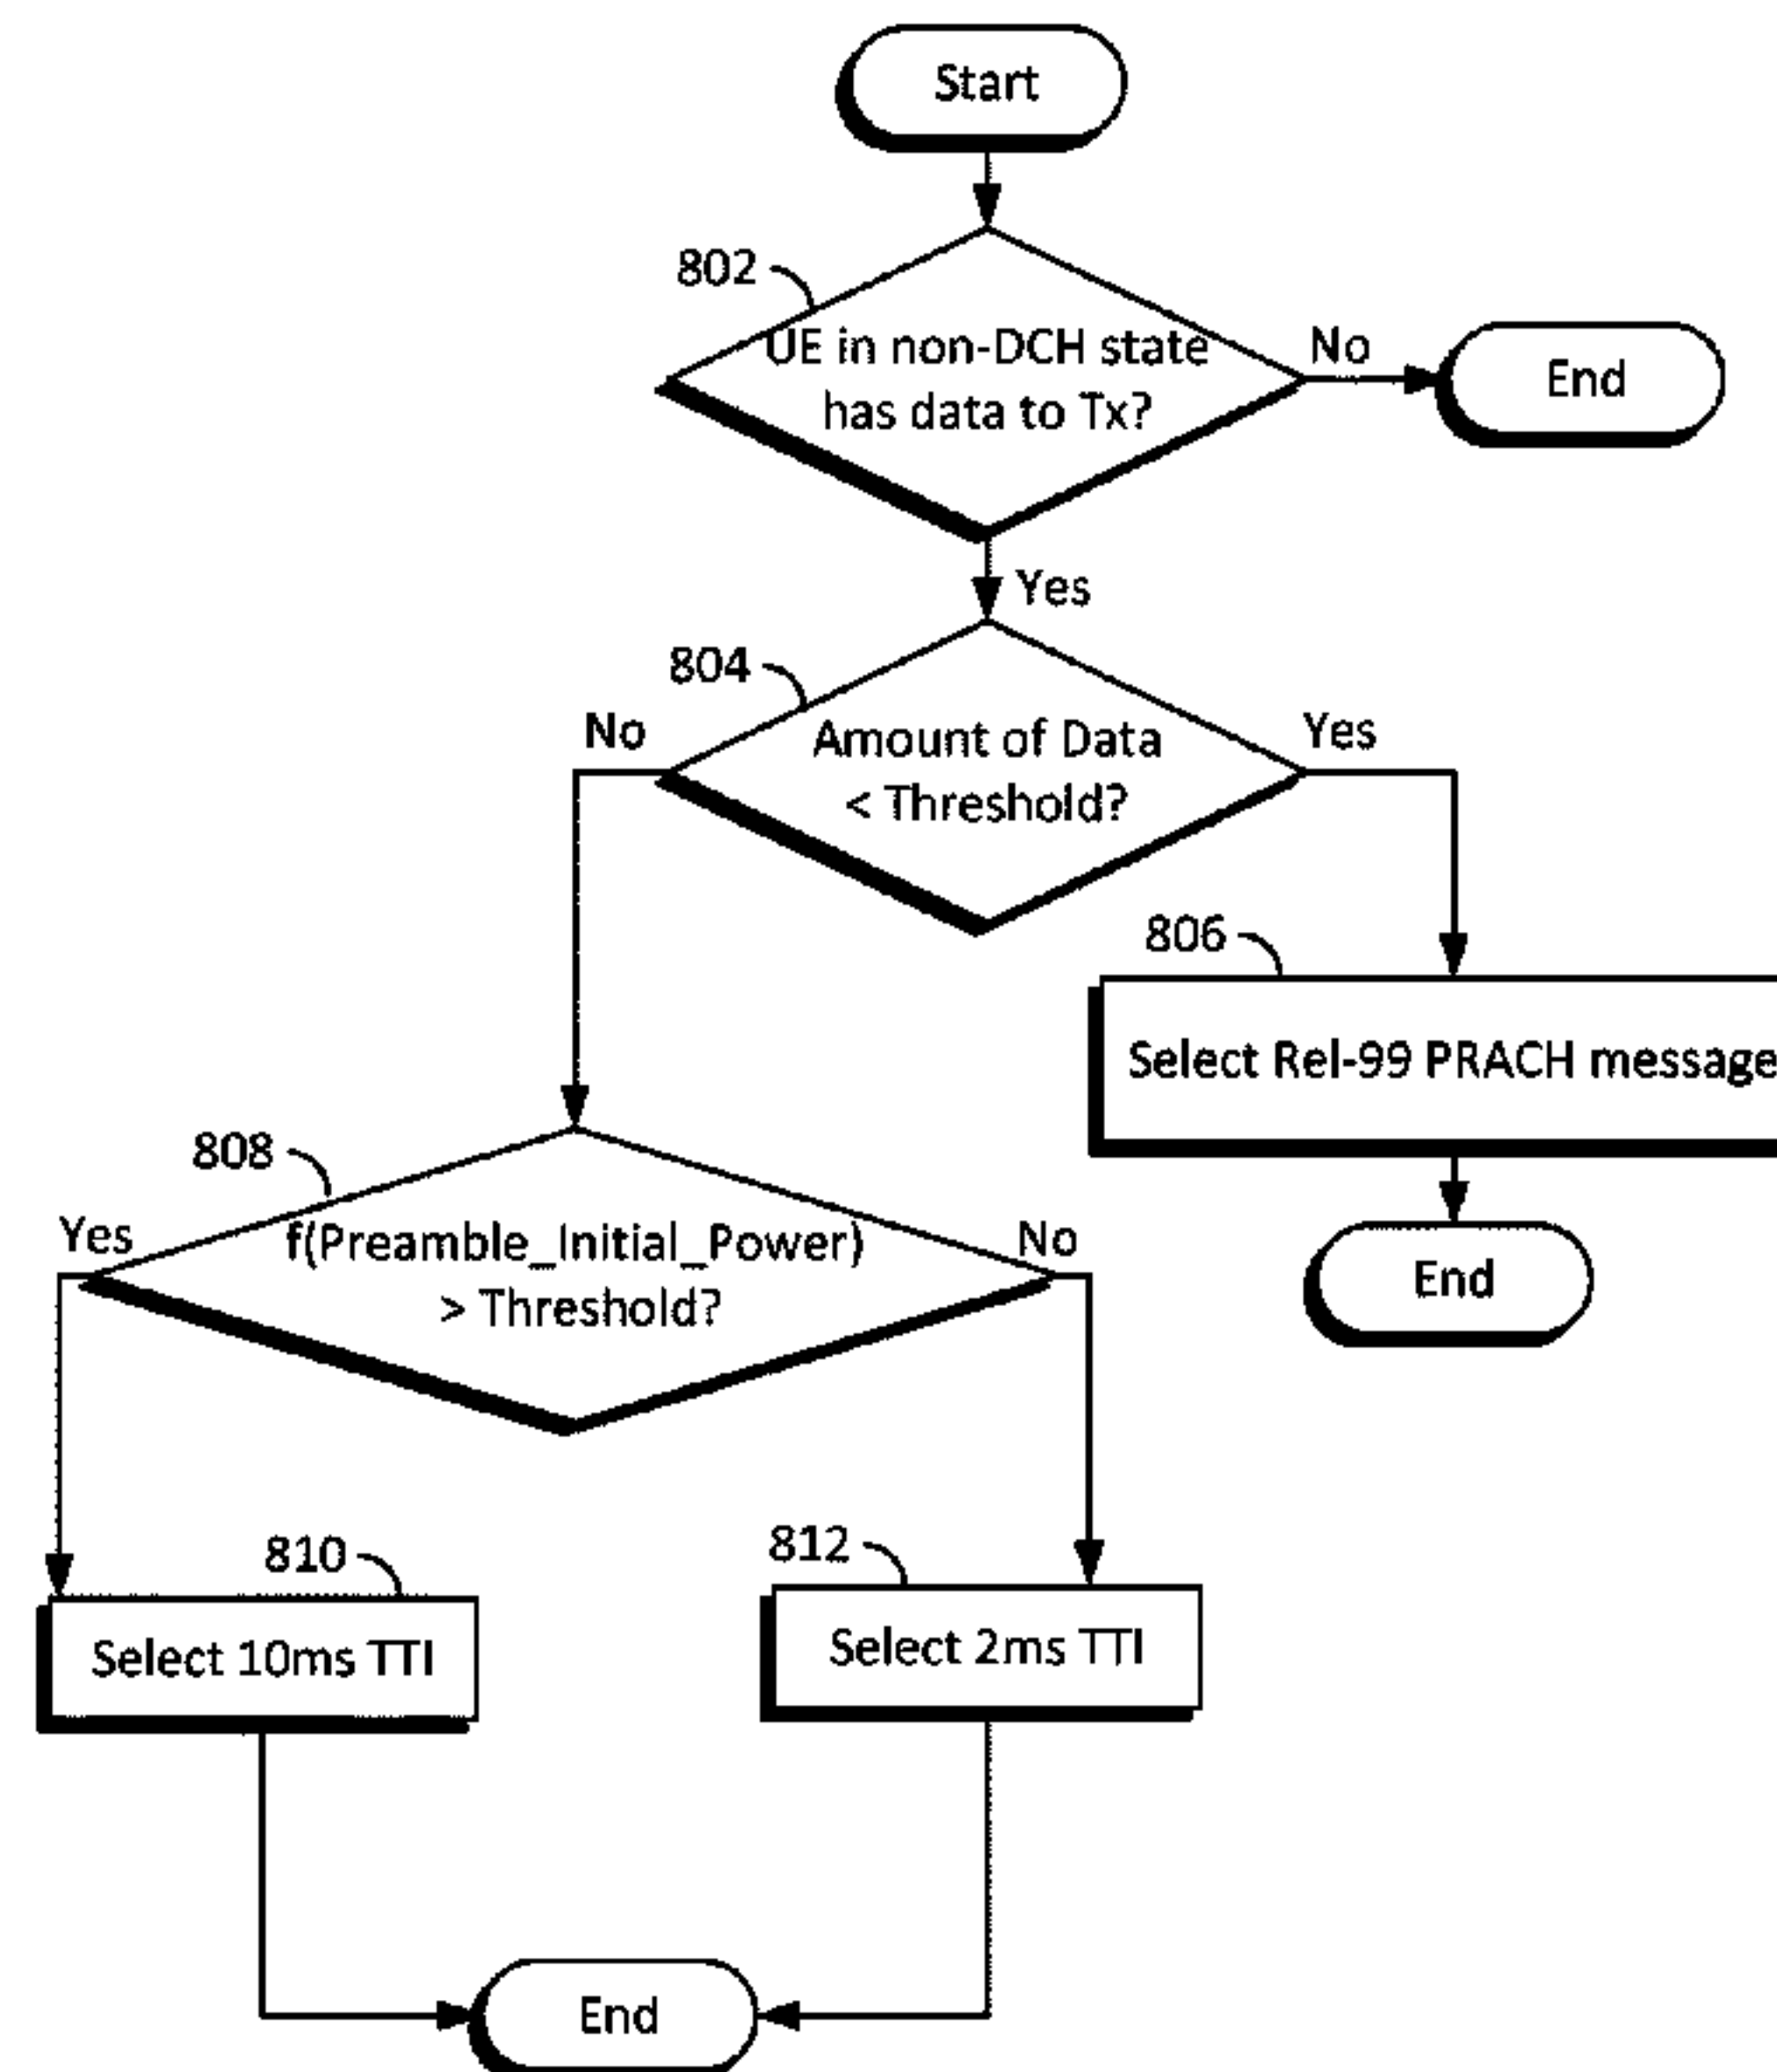 Start
802
UE in non-DCH state
has data to Tx?
No
End
Yes
804
No
Amount of Data
< Threshold?
Yes
806
Select Rel-99 PRACH message
End
808
Yes
f(Preamble_Initial_Power)
> Threshold?
No
810
Select 10ms TTI
812
Select 2ms TTI
End